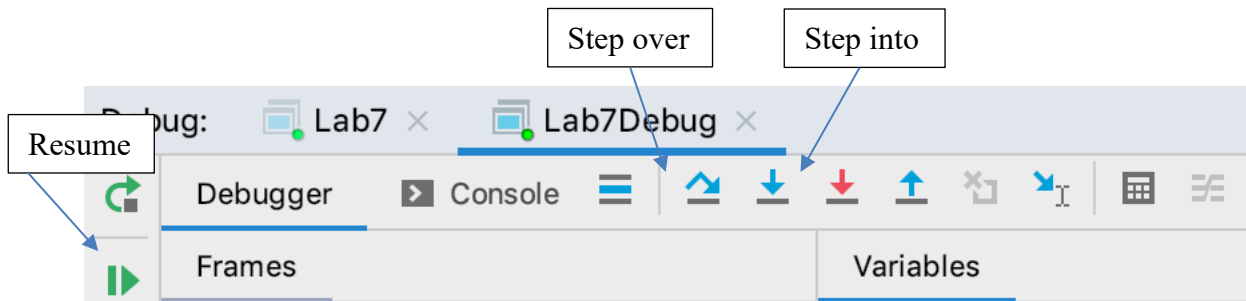 Step over
Step into
Debug: Lab7 Lab7Debug
Resume
Debugger Console
Frames
Variables